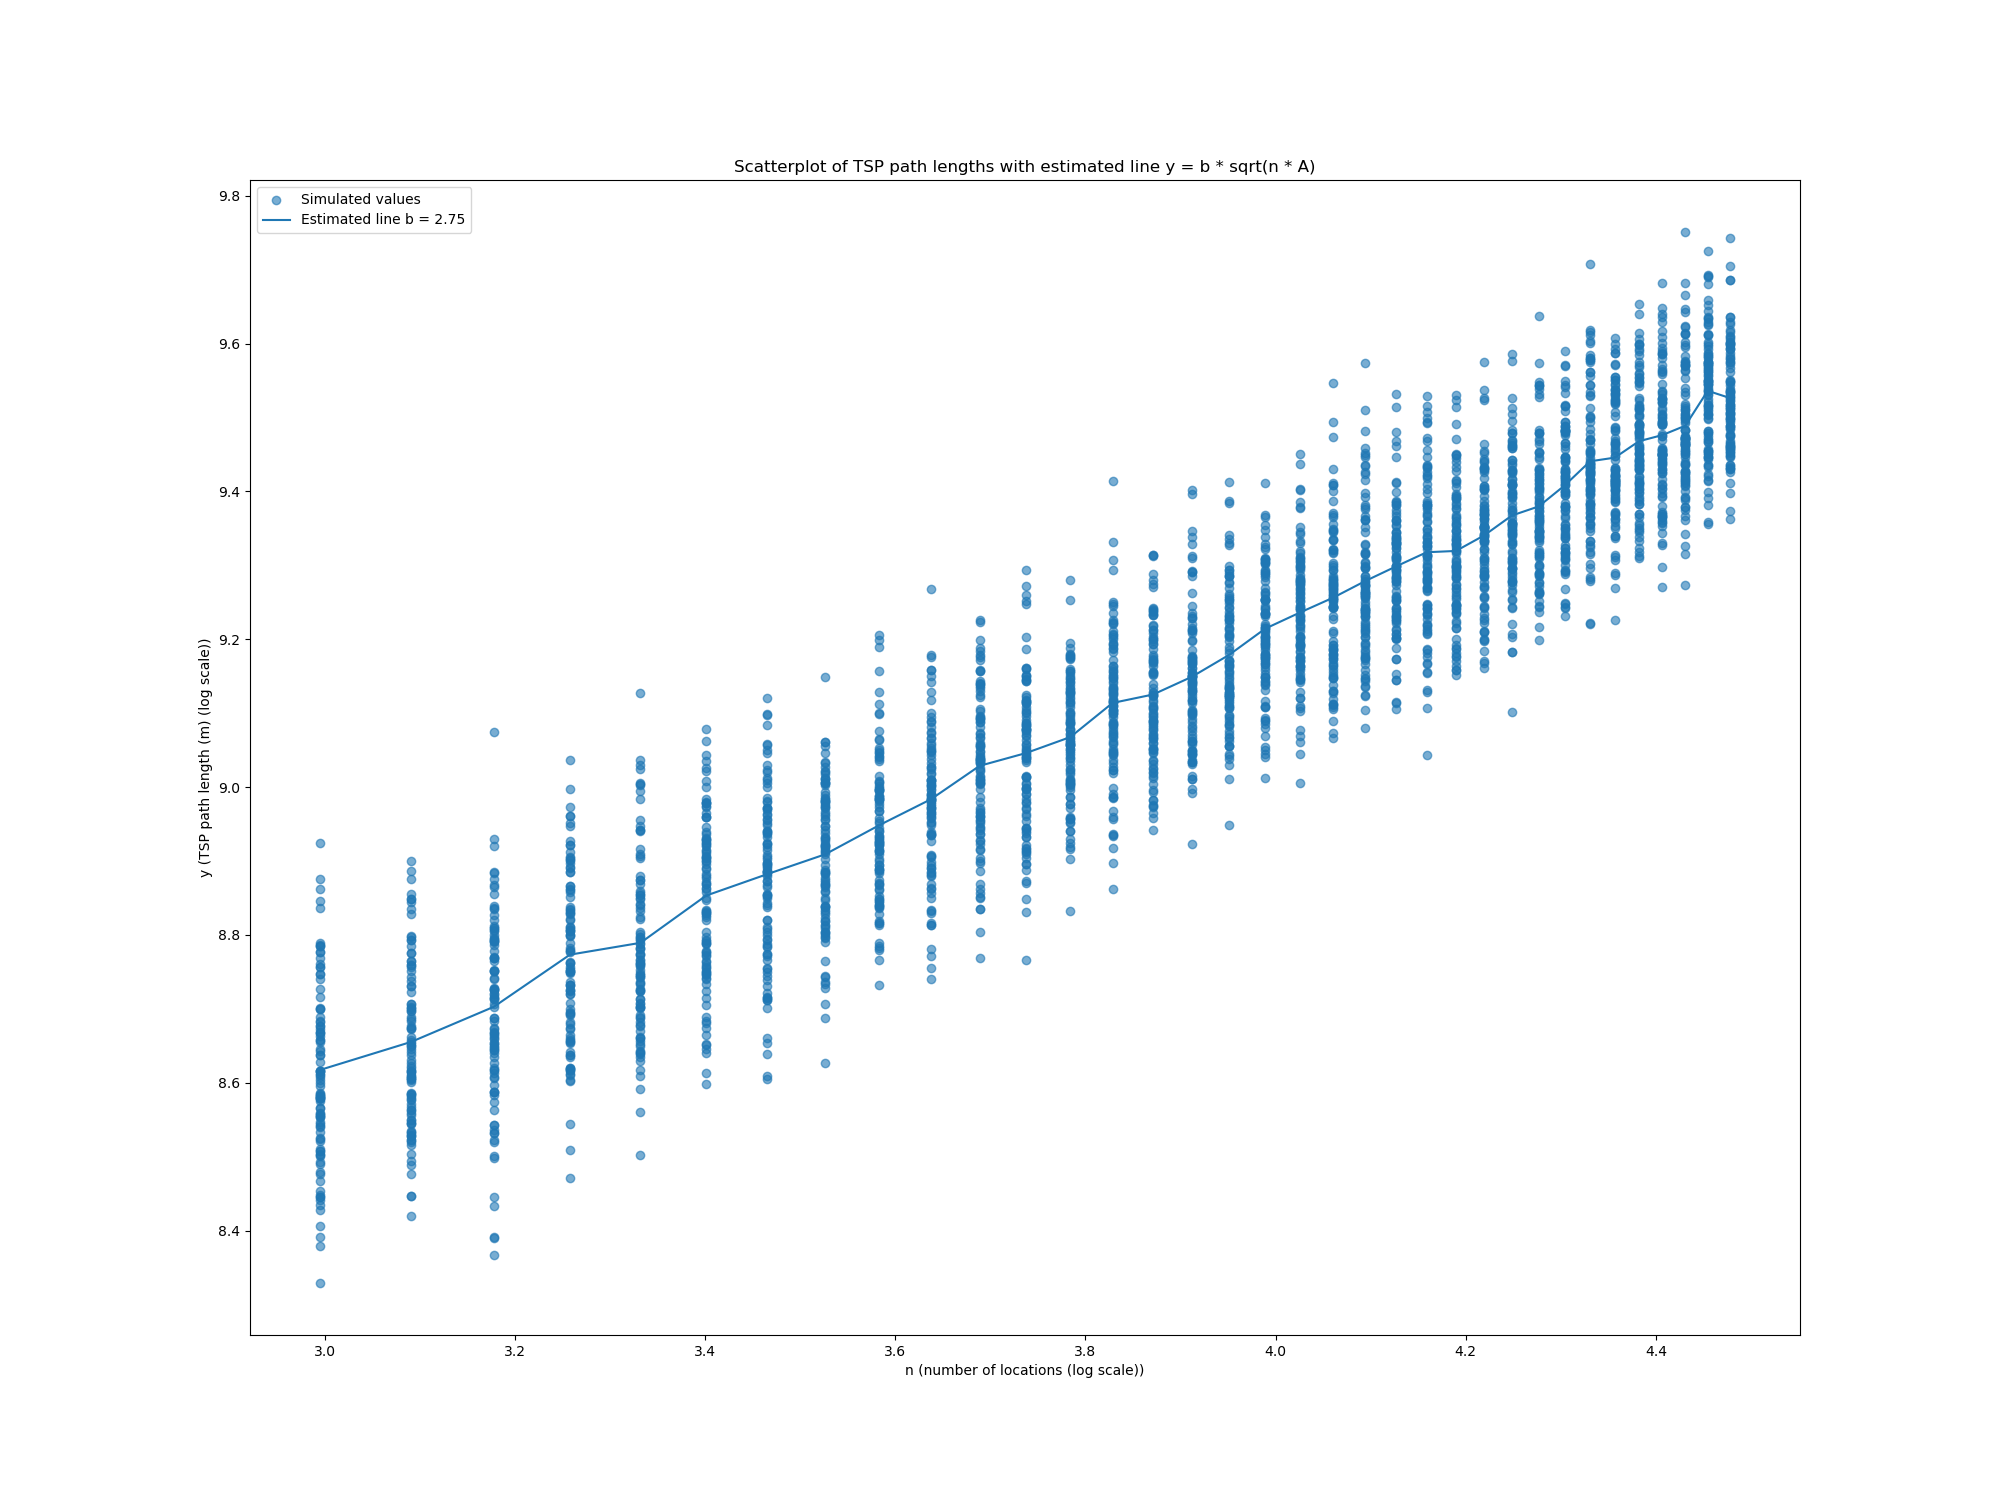 Scatterplot of TSP path lengths with estimated line y = b * sqrt(n * A)
Simulated values
Estimated line b = 2.75
9.8
9.6
9.4
9.2
9.0
8.8
8.6
8.4
y (TSP path length (m) (log scale))
3.0 3.2 3.4 3.6 3.8 4.0 4.2 4.4
n (number of locations (log scale))